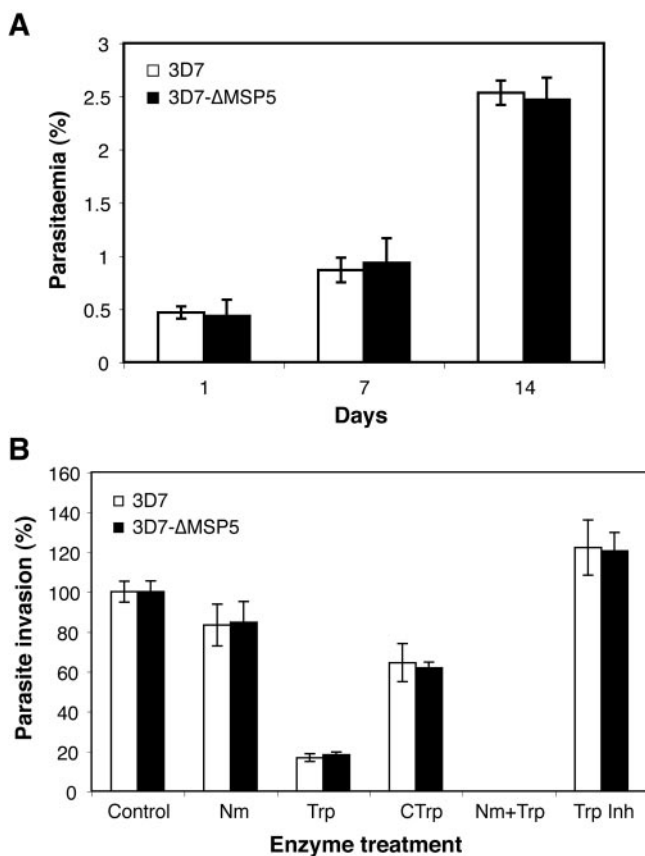 A
3
2.5
2
1.5
1
0.5
0
Parasitaemia (%)
3D7
3D7-ΔMSP5
1 7 14
Days
B
160
140
120
100
80
60
40
20
0
Parasite invasion (%)
3D7
3D7-ΔMSP5
Control Nm Trp CTrp Nm+Trp Trp Inh
Enzyme treatment